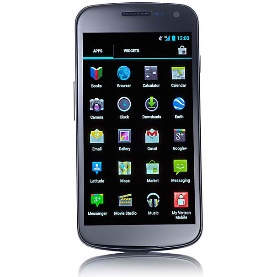 12:00
APPS WIDGETS
Books Browser Calculator Calendar
Camera Clock Downloads Earth
Email Gallery Gmail Google+
Latitude Maps Market Messaging
Messenger Movie Studio Music My Verizon
Mobile